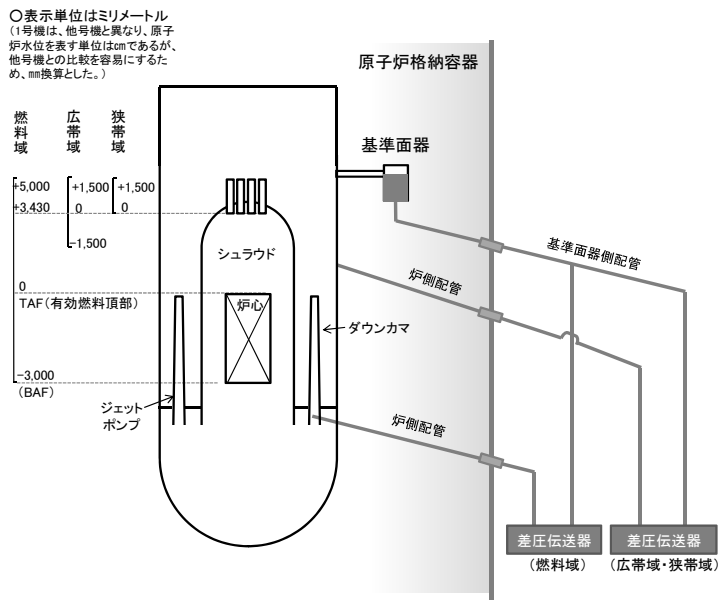 ○表示単位はミリメートル
(1号機は、他号機と異なり、原子
炉水位を表す単位は㎝であるが、
他号機との比較を容易にするた
め、㎜換算とした。)
燃料域
広帯域
狭帯域
+5,000
+3,430
0
TAF(有効燃料頂部)
−3,000
(BAF)
+1,500
0
−1,500
+1,500
0
原子炉格納容器
基準面器
基準面器側配管
シュラウド
炉側配管
炉心
ダウンカマ
ジェット
ポンプ
炉側配管
差圧伝送器
(燃料域)
差圧伝送器
(広帯域・狭帯域)